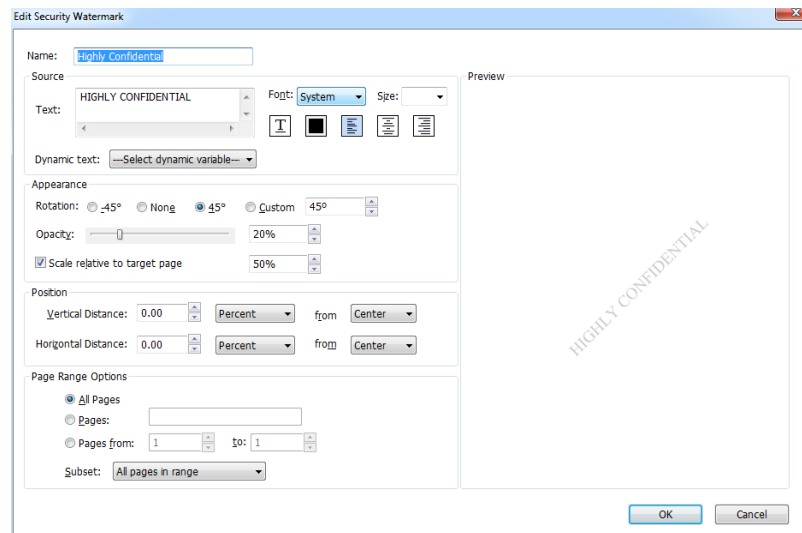 Edit Security Watermark
Name: Highly Confidential
Source
Text: HIGHLY CONFIDENTIAL
Font: System Size:
T
Dynamic text: ---Select dynamic variable---
Appearance
Rotation: -45° None 45° Custom 45º
Opacity: 20%
Scale relative to target page 50%
Position
Vertical Distance: 0.00 Percent from Center
Horizontal Distance: 0.00 Percent from Center
Page Range Options
All Pages
Pages:
Pages from: 1 to: 1
Subset: All pages in range
Preview
HIGHLY CONFIDENTIAL
OK Cancel